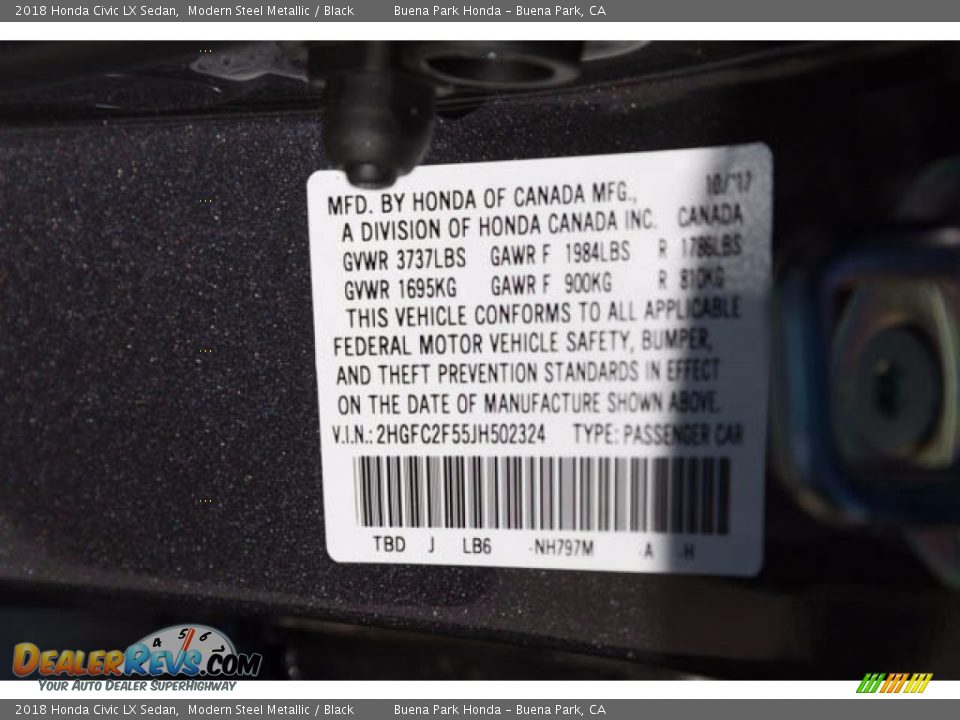 2018 Honda Civic LX Sedan, Modern Steel Metallic / Black Buena Park Honda - Buena Park, CA
MFD. BY HONDA OF CANADA MFG., 10/'17
A DIVISION OF HONDA CANADA INC. CANADA
GVWR 3737LBS GAWR F 1984LBS R 1786LBS
GVWR 1695KG GAWR F 900KG R 810KG
THIS VEHICLE CONFORMS TO ALL APPLICABLE
FEDERAL MOTOR VEHICLE SAFETY, BUMPER,
AND THEFT PREVENTION STANDARDS IN EFFECT
ON THE DATE OF MANUFACTURE SHOWN ABOVE.
V.I.N.: 2HGFC2F55JH502324 TYPE: PASSENGER CAR
TBD J LB6 -NH797M A -H
4 5 6
DEALERREVS.COM
YOUR AUTO DEALER SUPERHIGHWAY
2018 Honda Civic LX Sedan, Modern Steel Metallic / Black Buena Park Honda - Buena Park, CA